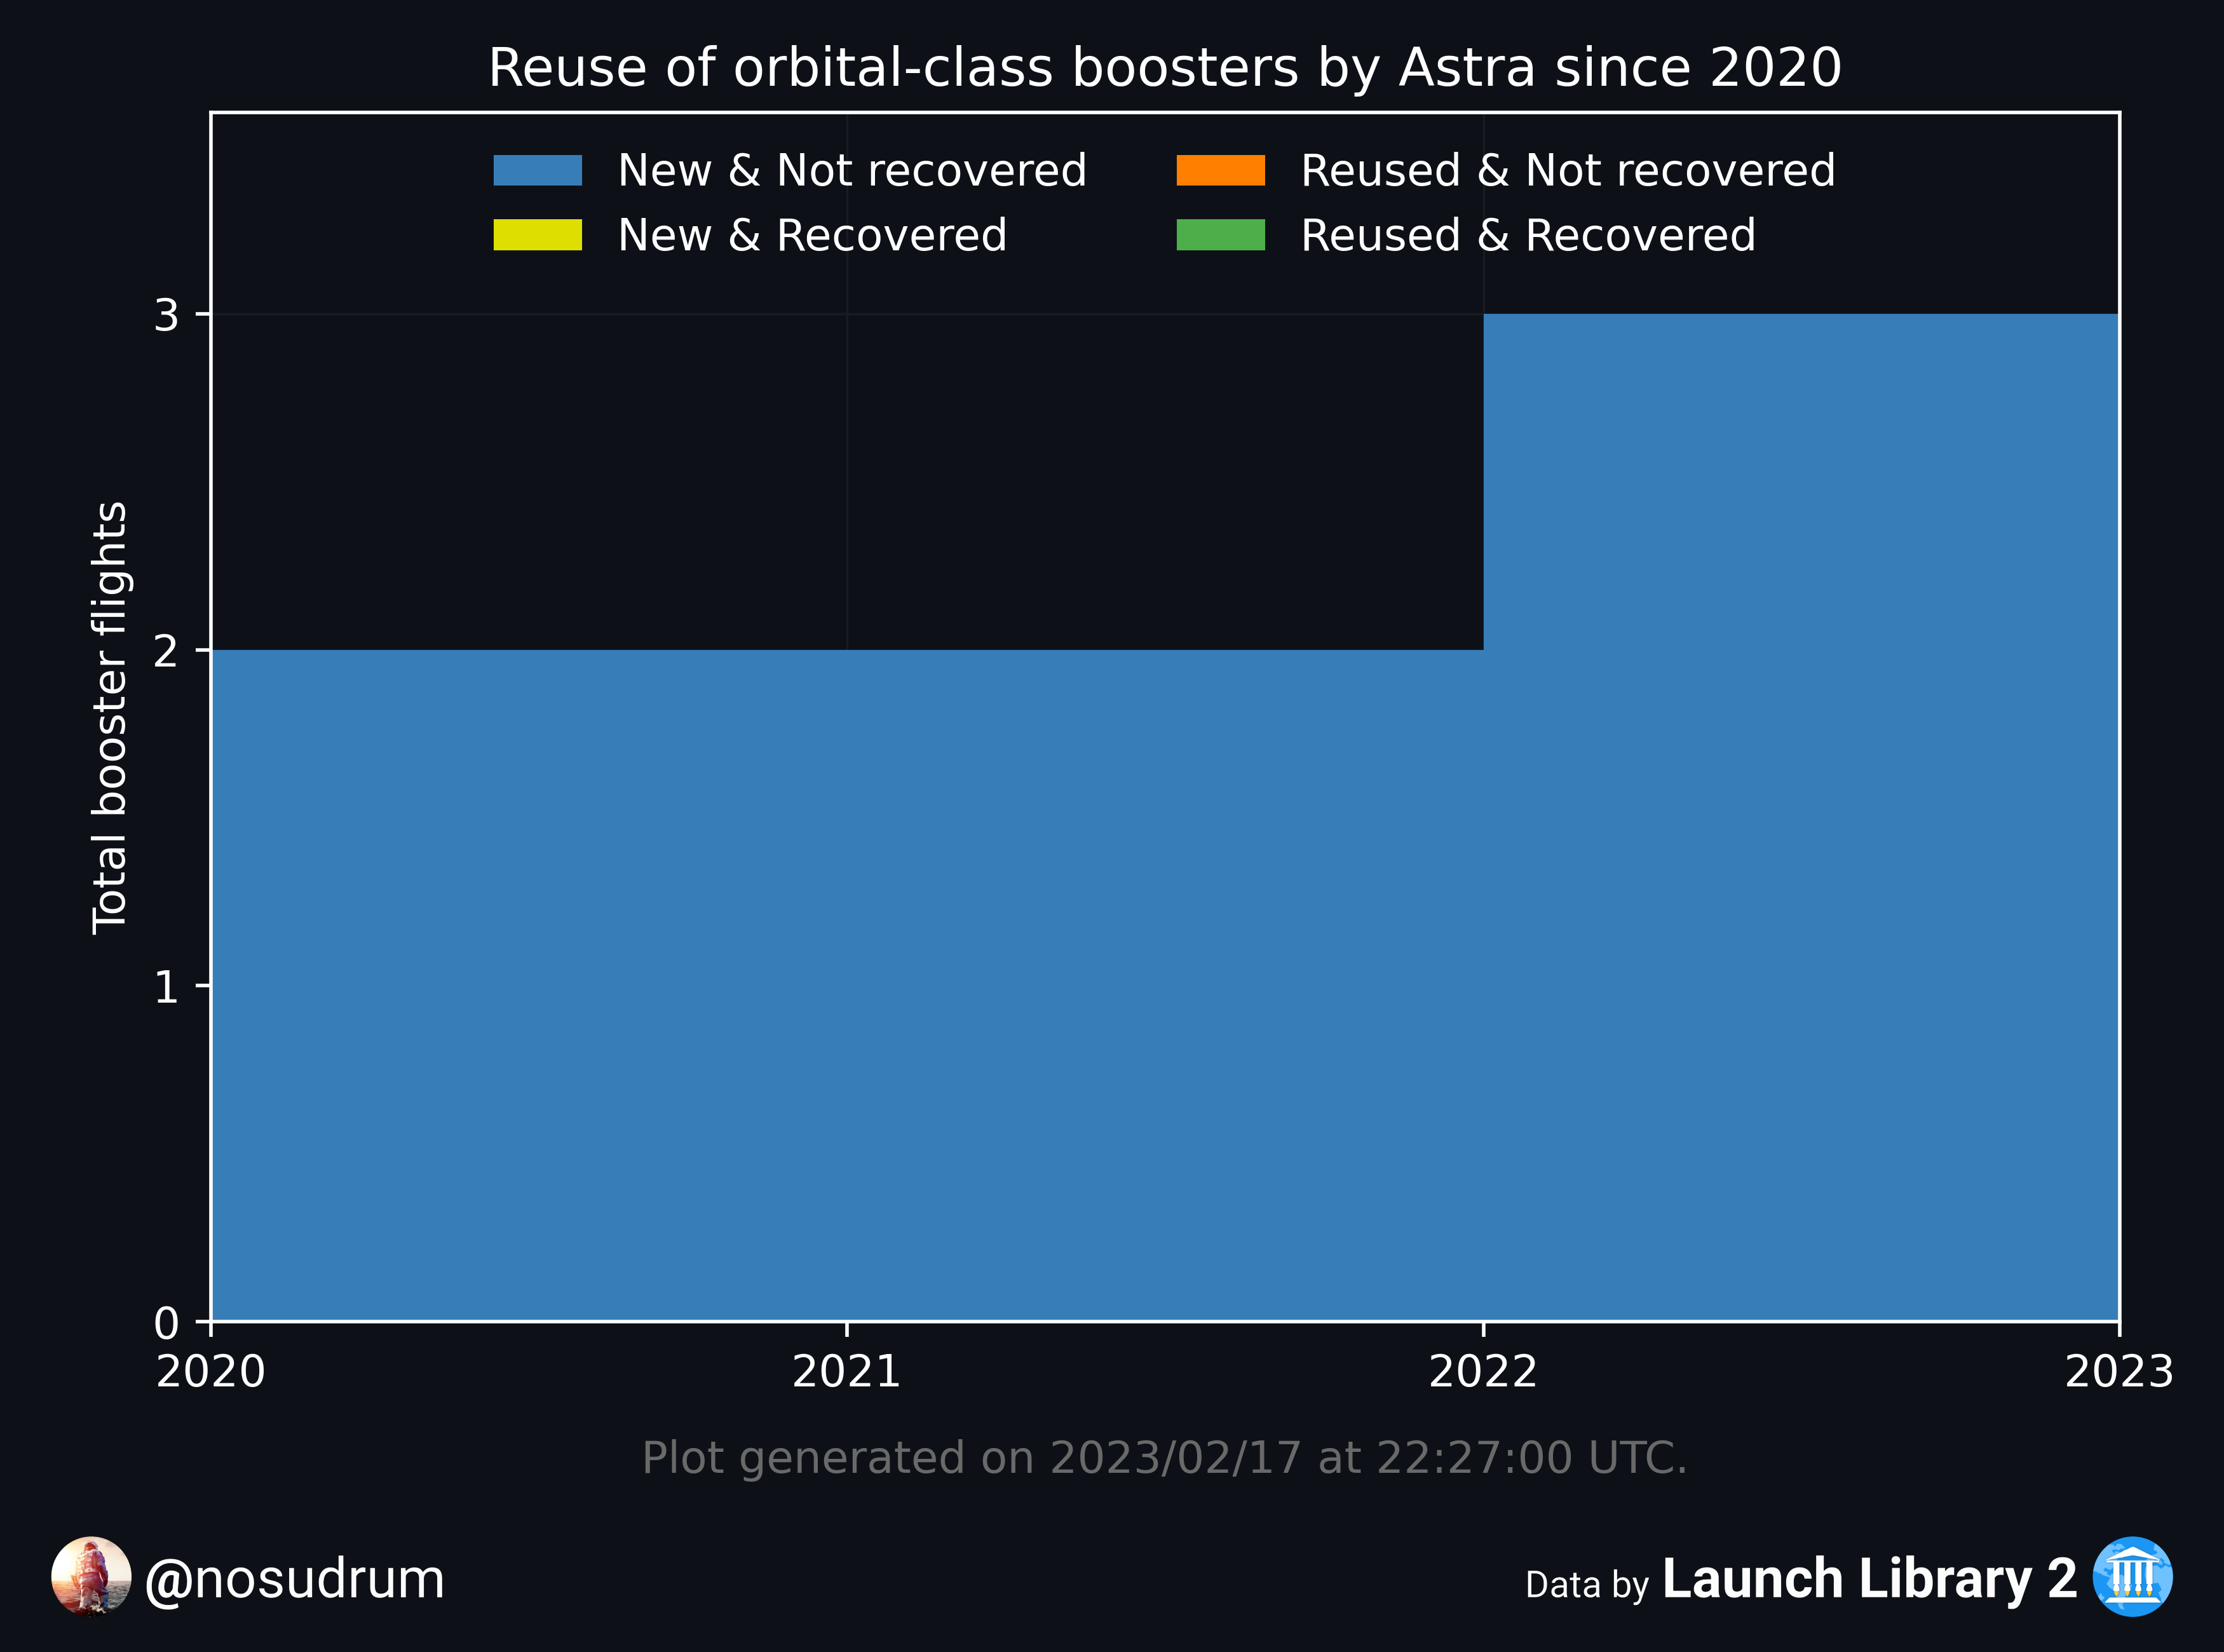 Reuse of orbital-class boosters by Astra since 2020
New & Not recovered
Reused & Not recovered
New & Recovered
Reused & Recovered
Total booster flights
3
2
1
0
2020
2021
2022
2023
Plot generated on 2023/02/17 at 22:27:00 UTC.
@nosudrum
Data by Launch Library 2